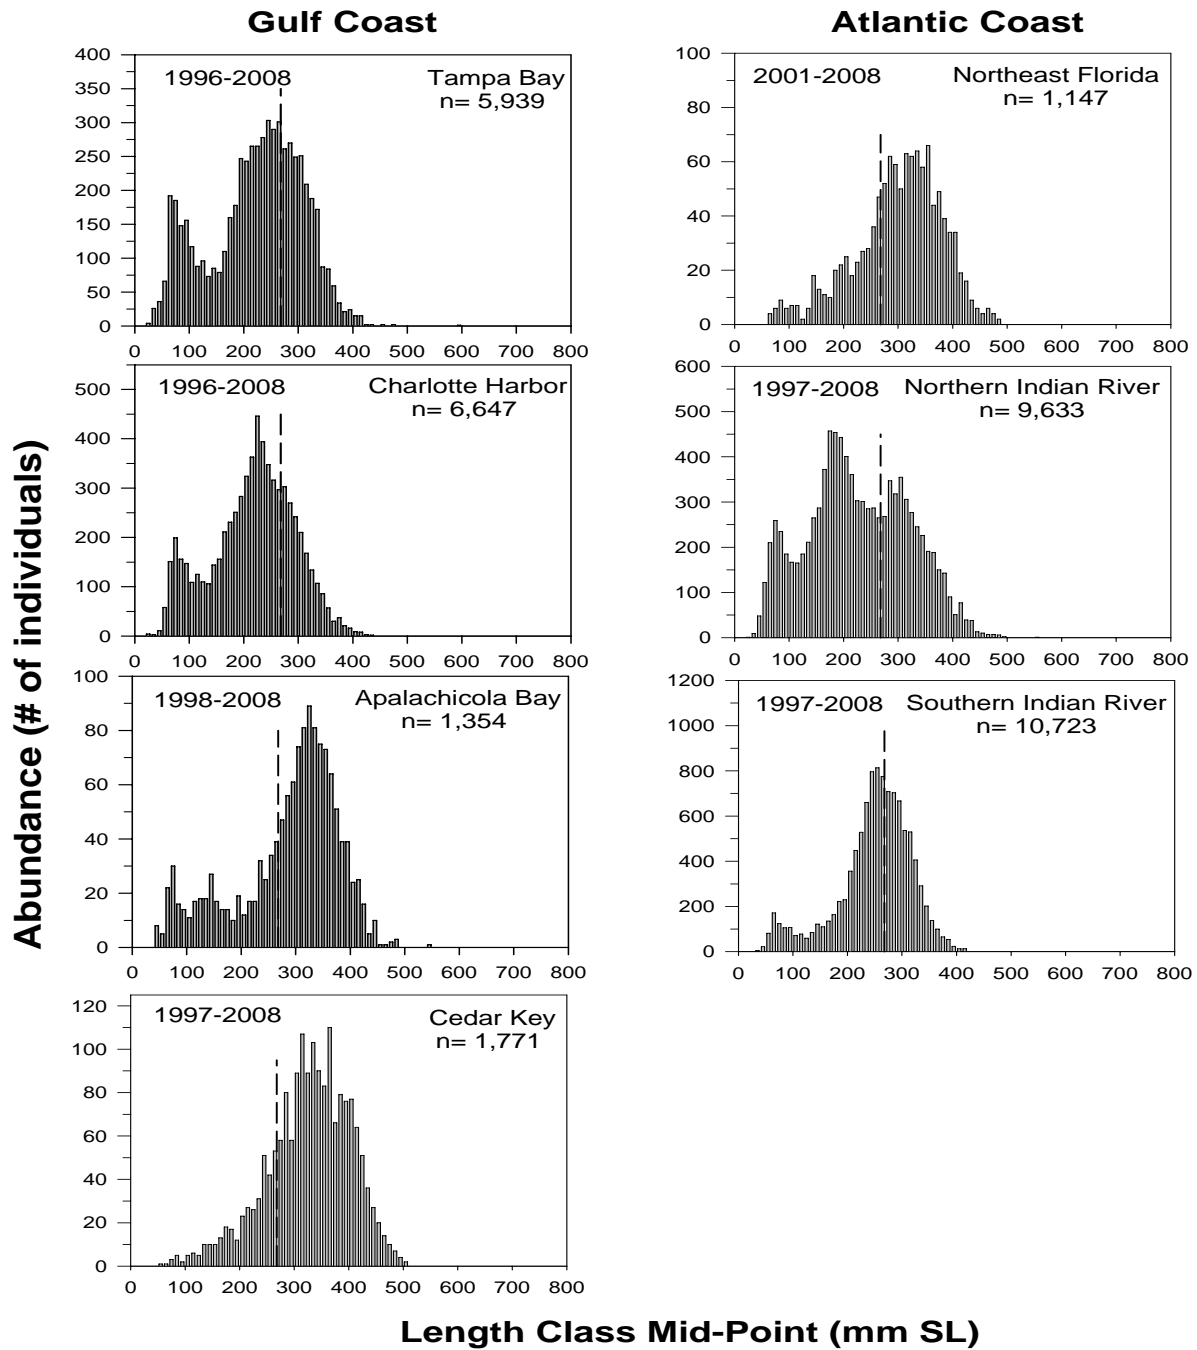 Gulf Coast
Atlantic Coast
Abundance (# of individuals)
1996-2008
Tampa Bay
n= 5,939
400
350
300
250
200
150
100
50
0
0 100 200 300 400 500 600 700 800
1996-2008
Charlotte Harbor
n= 6,647
500
400
300
200
100
0
0 100 200 300 400 500 600 700 800
1998-2008
Apalachicola Bay
n= 1,354
100
80
60
40
20
0
0 100 200 300 400 500 600 700 800
1997-2008
Cedar Key
n= 1,771
120
100
80
60
40
20
0
0 100 200 300 400 500 600 700 800
2001-2008
Northeast Florida
n= 1,147
100
80
60
40
20
0
0 100 200 300 400 500 600 700 800
1997-2008
Northern Indian River
n= 9,633
600
500
400
300
200
100
0
0 100 200 300 400 500 600 700 800
1997-2008
Southern Indian River
n= 10,723
1200
1000
800
600
400
200
0
0 100 200 300 400 500 600 700 800
Length Class Mid-Point (mm SL)